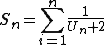 S_n = \sum_{i=1}^{n} \frac{1}{U_n+2}